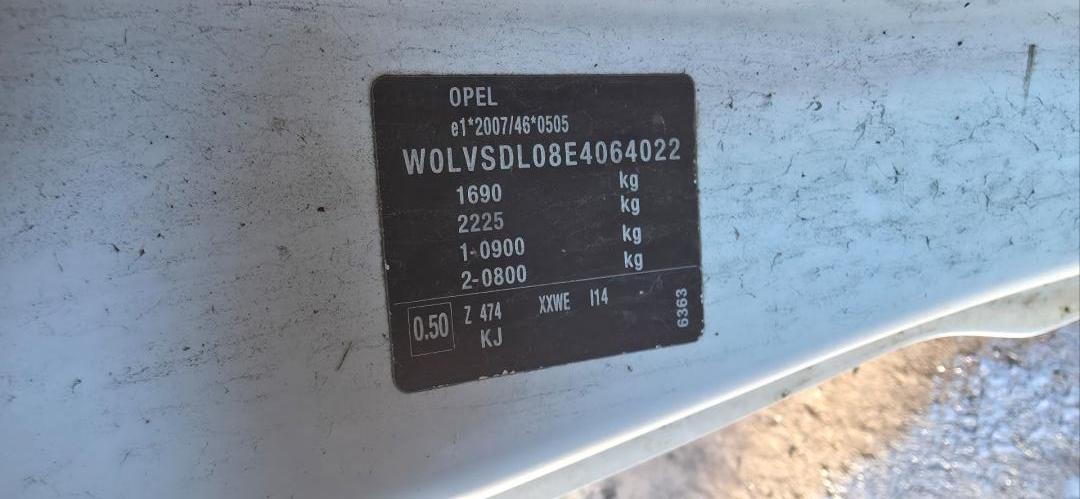 OPEL
e1*2007/46*0505
W0LVSDL08E4064022
1690 kg
2225 kg
1-0900 kg
2-0800 kg
0.50 Z 474 XXWE I14
KJ
6363